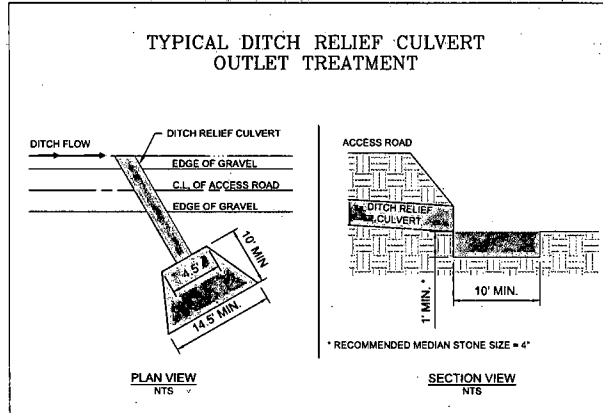 TYPICAL DITCH RELIEF CULVERT
OUTLET TREATMENT
DITCH FLOW
DITCH RELIEF CULVERT
EDGE OF GRAVEL
C.L. OF ACCESS ROAD
EDGE OF GRAVEL
4.5'
10' MIN.
14.5' MIN.
PLAN VIEW
NTS
ACCESS ROAD
DITCH RELIEF
CULVERT
1' MIN. *
10' MIN.
* RECOMMENDED MEDIAN STONE SIZE = 4"
SECTION VIEW
NTS